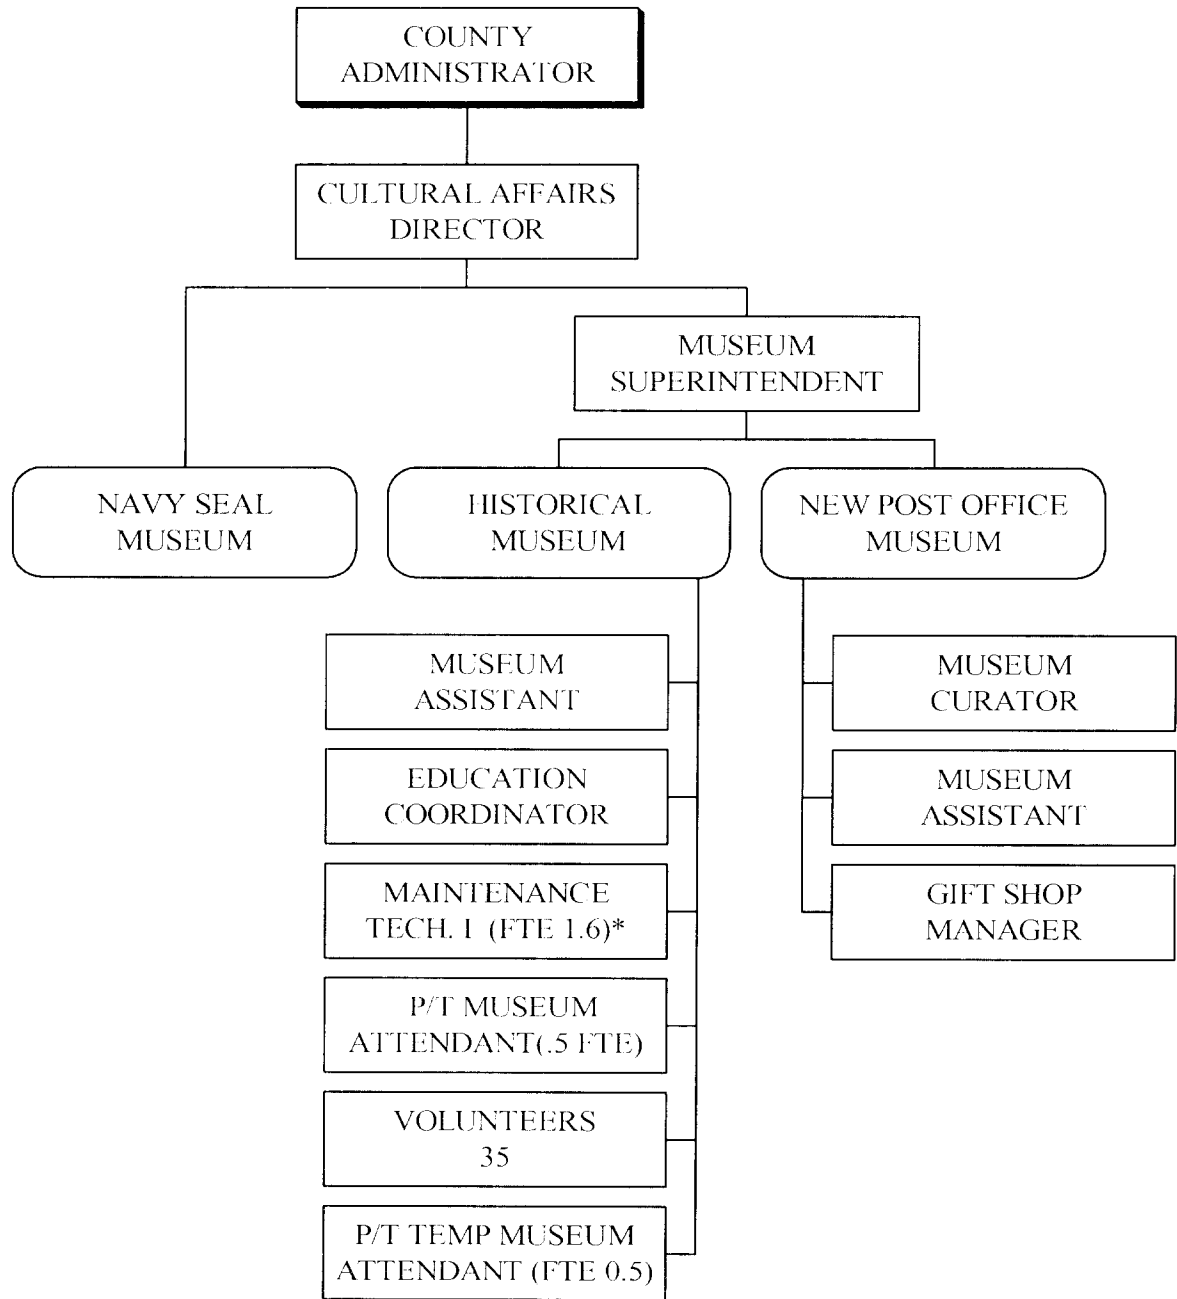 COUNTY
ADMINISTRATOR
CULTURAL AFFAIRS
DIRECTOR
MUSEUM
SUPERINTENDENT
NAVY SEAL
MUSEUM
HISTORICAL
MUSEUM
NEW POST OFFICE
MUSEUM
MUSEUM
ASSISTANT
EDUCATION
COORDINATOR
MAINTENANCE
TECH. I (FTE 1.6)*
P/T MUSEUM
ATTENDANT(.5 FTE)
VOLUNTEERS
35
P/T TEMP MUSEUM
ATTENDANT (FTE 0.5)
MUSEUM
CURATOR
MUSEUM
ASSISTANT
GIFT SHOP
MANAGER